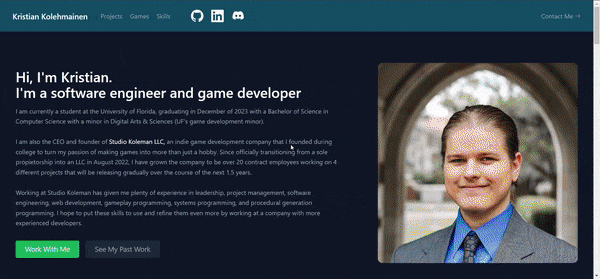 Kristian Kolehmainen Projects Games Skills Contact Me →
Hi, I'm Kristian.
I'm a software engineer and game developer
I am currently a student at the University of Florida, graduating in December of 2023 with a Bachelor of Science in
Computer Science with a minor in Digital Arts & Sciences (UF's game development minor).
I am also the CEO and founder of Studio Koleman LLC, an indie game development company that I founded during
college to turn my passion of making games into more than just a hobby. Since officially transitioning from a sole
propietorship into an LLC in August 2022, I have grown the company to be over 20 contract employees working on 4
different projects that will be releasing gradually over the course of the next 1.5 years.
Working at Studio Koleman has given me plenty of experience in leadership, project management, software
engineering, web development, gameplay programming, systems programming, and procedural generation
programming. I hope to put these skills to use and refine them even more by working at a company with more
experienced developers.
Work With Me See My Past Work